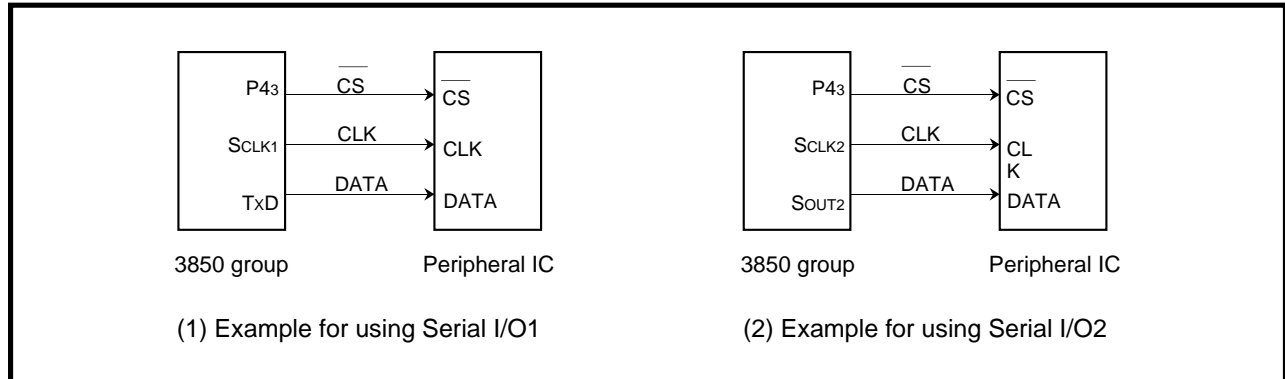 P43 CS CS
SCLK1 CLK CLK
TXD DATA DATA
3850 group Peripheral IC
(1) Example for using Serial I/O1
P43 CS CS
SCLK2 CLK CL
K
SOUT2 DATA DATA
3850 group Peripheral IC
(2) Example for using Serial I/O2